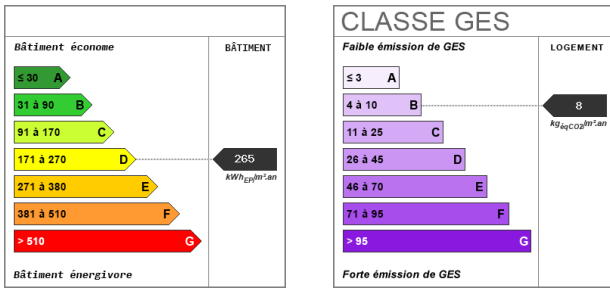 Bâtiment économe
BÂTIMENT
≤ 30 A
31 à 90 B
91 à 170 C
171 à 270 D
265
kWhEP/m².an
271 à 380 E
381 à 510 F
> 510 G
Bâtiment énergivore
CLASSE GES
Faible émission de GES
LOGEMENT
≤ 3 A
4 à 10 B
8
kgéqCO2/m².an
11 à 25 C
26 à 45 D
46 à 70 E
71 à 95 F
> 95 G
Forte émission de GES